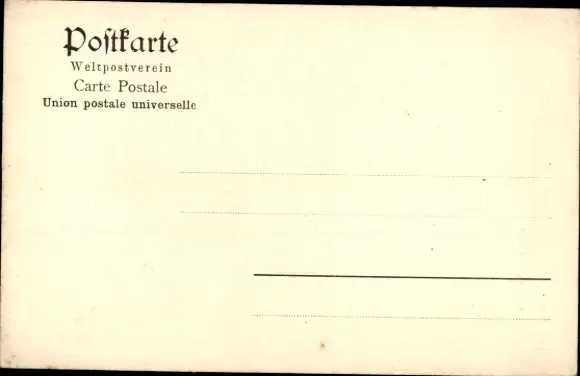 Poſtkarte
Weltpostverein
Carte Postale
Union postale universelle